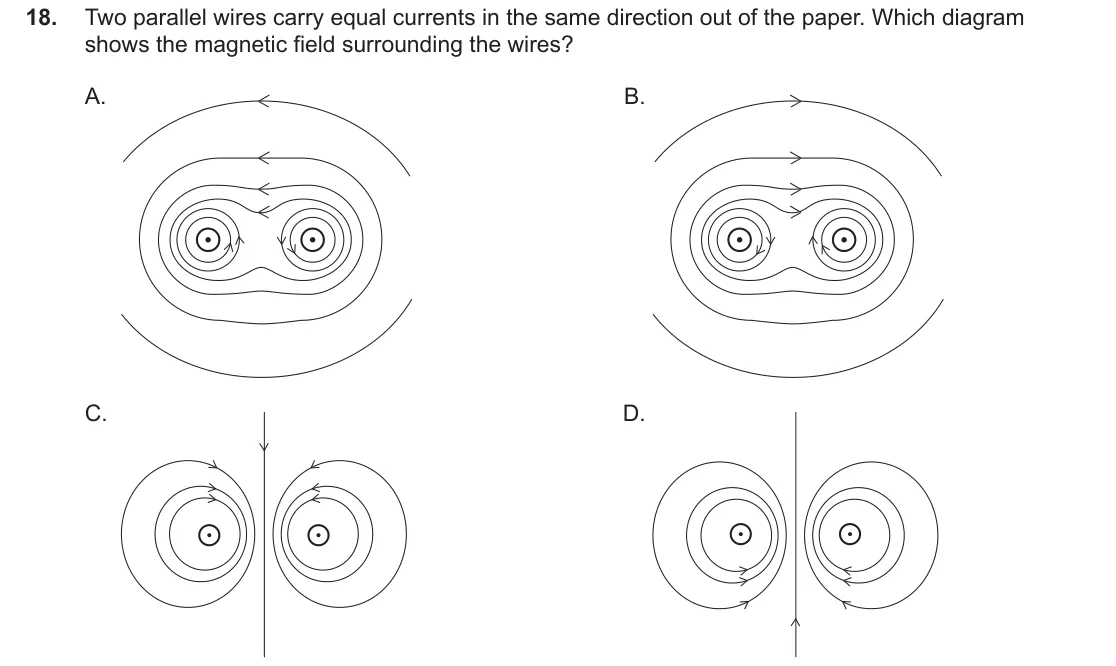 18. Two parallel wires carry equal currents in the same direction out of the paper. Which diagram
shows the magnetic field surrounding the wires?
A.
B.
C.
D.